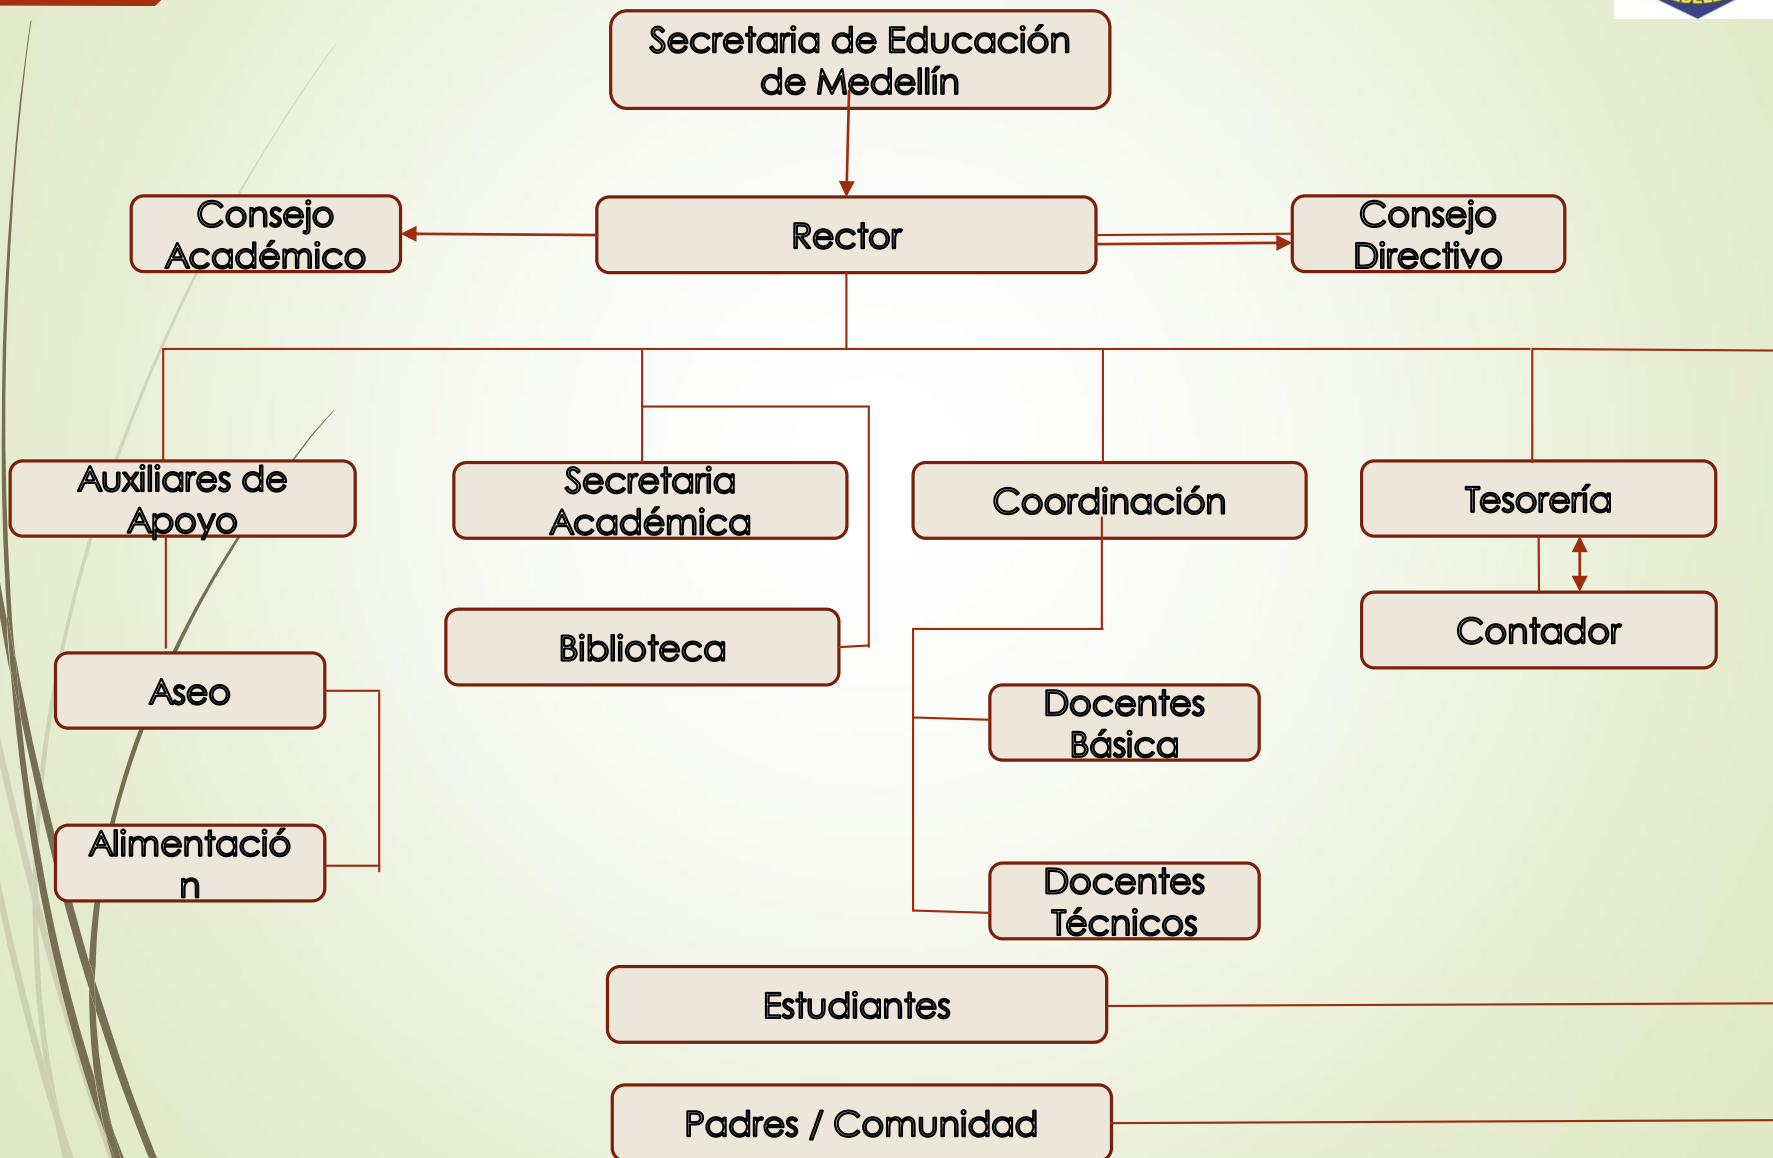 Secretaria de Educación
de Medellín
Consejo
Académico
Rector
Consejo
Directivo
Auxiliares de
Apoyo
Secretaria
Académica
Coordinación
Tesorería
Biblioteca
Contador
Aseo
Docentes
Básica
Alimentació
n
Docentes
Técnicos
Estudiantes
Padres / Comunidad